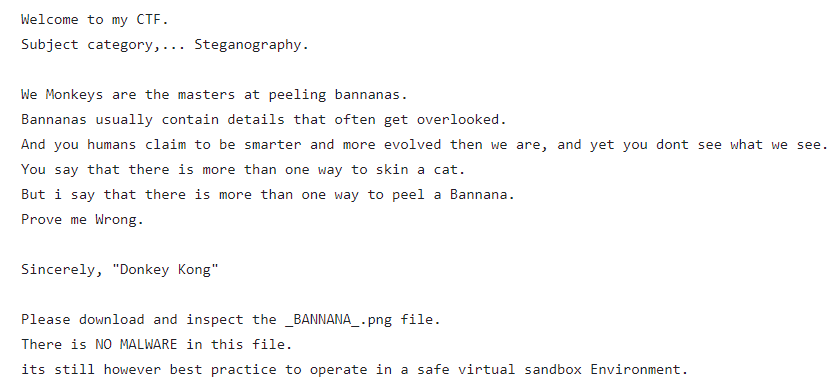 Welcome to my CTF.
Subject category,... Steganography.
We Monkeys are the masters at peeling bannanas.
Bannanas usually contain details that often get overlooked.
And you humans claim to be smarter and more evolved then we are, and yet you dont see what we see.
You say that there is more than one way to skin a cat.
But i say that there is more than one way to peel a Bannana.
Prove me Wrong.
Sincerely, "Donkey Kong"
Please download and inspect the _BANNANA_.png file.
There is NO MALWARE in this file.
its still however best practice to operate in a safe virtual sandbox Environment.